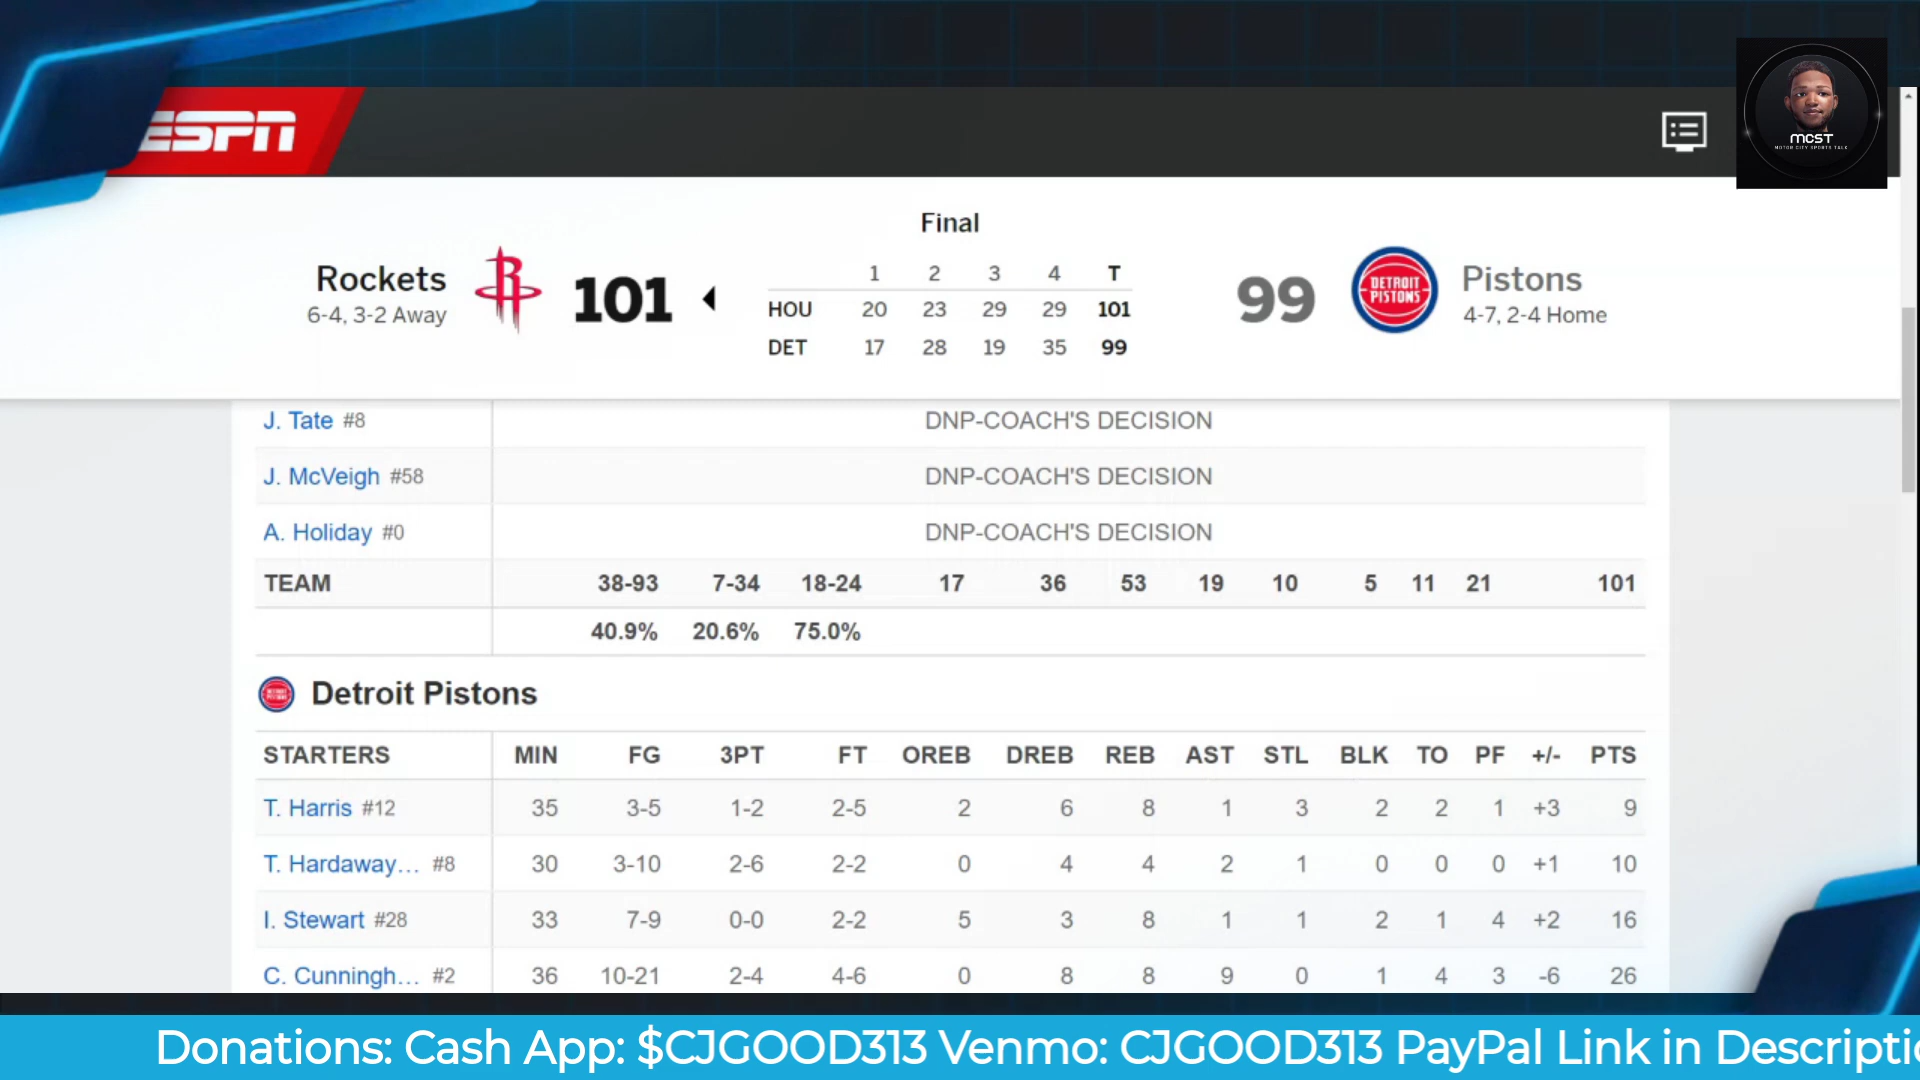 ESPN
MCST
MOTOR CITY SPORTS TALK
Final
Rockets
6-4, 3-2 Away
101
1 2 3 4 T
HOU 20 23 29 29 101
DET 17 28 19 35 99
99
DETROIT PISTONS
Pistons
4-7, 2-4 Home
J. Tate #8 DNP-COACH'S DECISION
J. McVeigh #58 DNP-COACH'S DECISION
A. Holiday #0 DNP-COACH'S DECISION
TEAM 38-93 7-34 18-24 17 36 53 19 10 5 11 21 101
40.9% 20.6% 75.0%
Detroit Pistons
STARTERS MIN FG 3PT FT OREB DREB REB AST STL BLK TO PF +/- PTS
T. Harris #12 35 3-5 1-2 2-5 2 6 8 1 3 2 2 1 +3 9
T. Hardaway... #8 30 3-10 2-6 2-2 0 4 4 2 1 0 0 0 +1 10
I. Stewart #28 33 7-9 0-0 2-2 5 3 8 1 1 2 1 4 +2 16
C. Cunningh... #2 36 10-21 2-4 4-6 0 8 8 9 0 1 4 3 -6 26
Donations: Cash App: $CJGOOD313 Venmo: CJGOOD313 PayPal Link in Descriptio